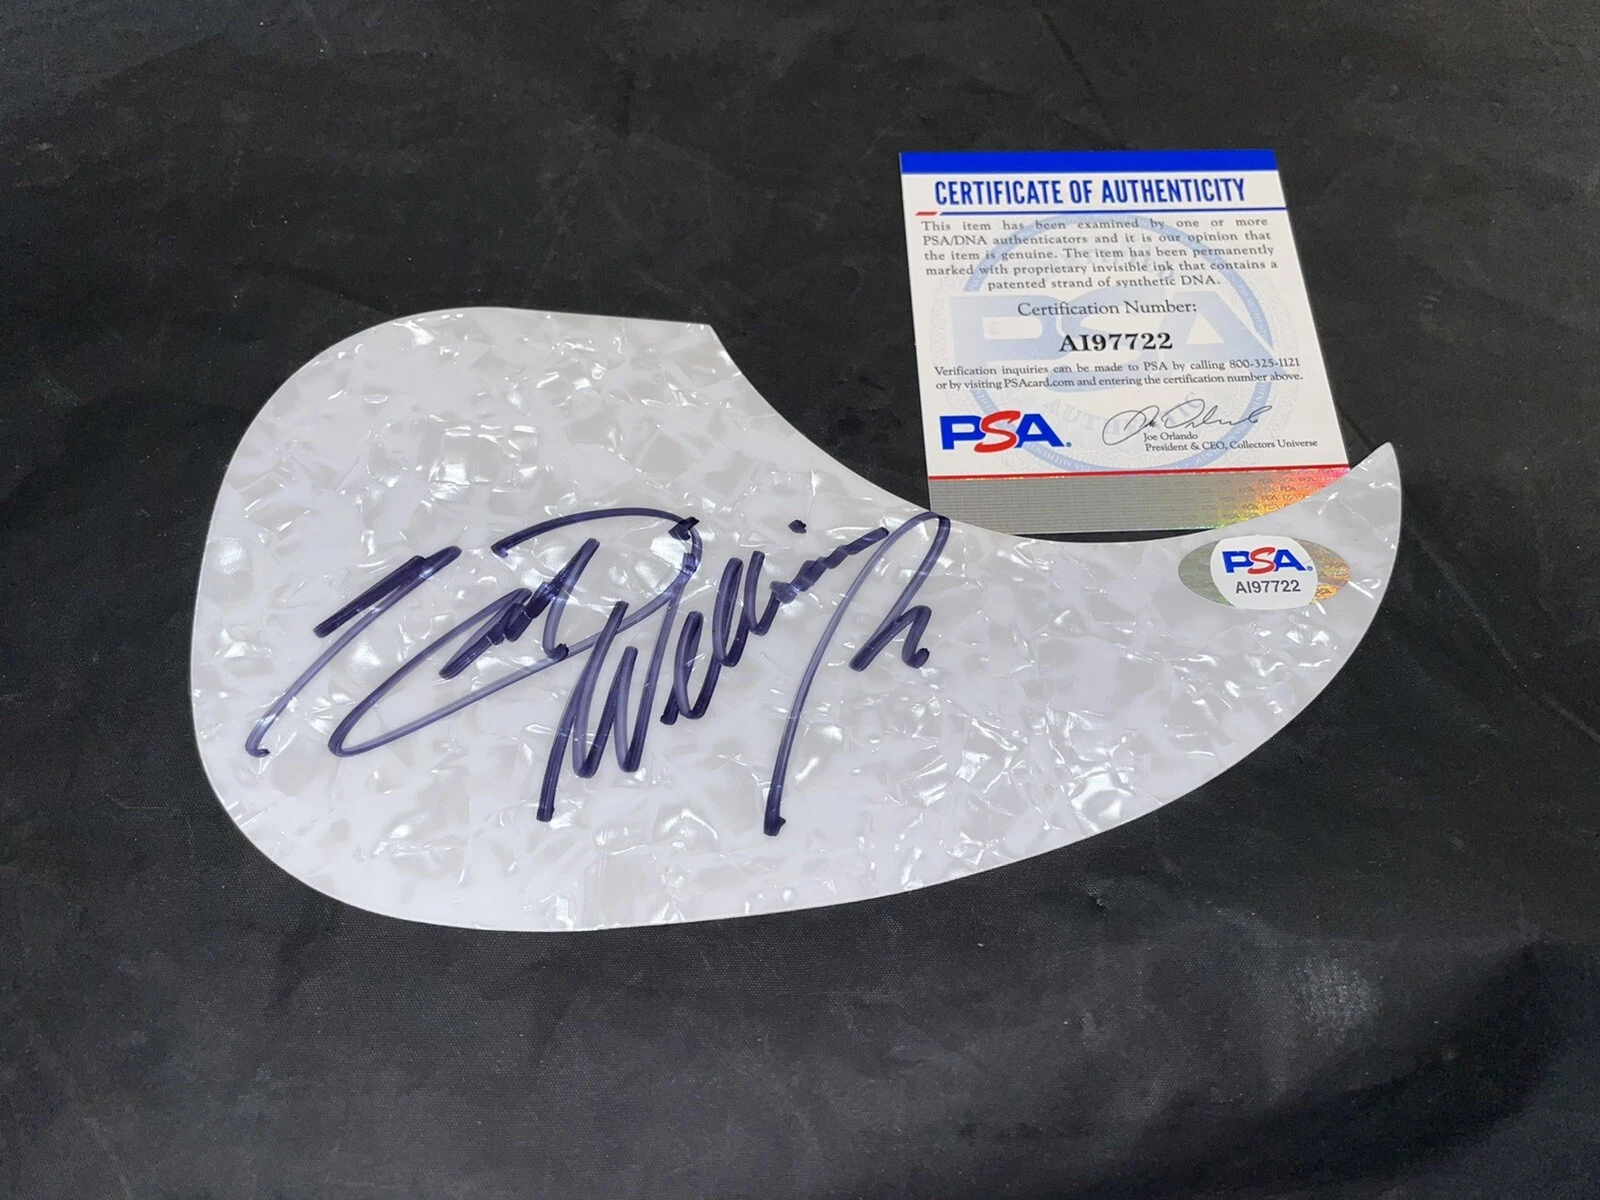 CERTIFICATE OF AUTHENTICITY
This item has been examined by one or more
PSA/DNA authenticators and it is our opinion that
the item is genuine. The item has been permanently
marked with proprietary invisible ink that contains a
patented strand of synthetic DNA.
Certification Number:
AI97722
Verification inquiries can be made to PSA by calling 800-325-1121
or by visiting PSAcard.com and entering the certification number above.
PSA
Joe Orlando
President & CEO, Collectors Universe
PSA
AI97722